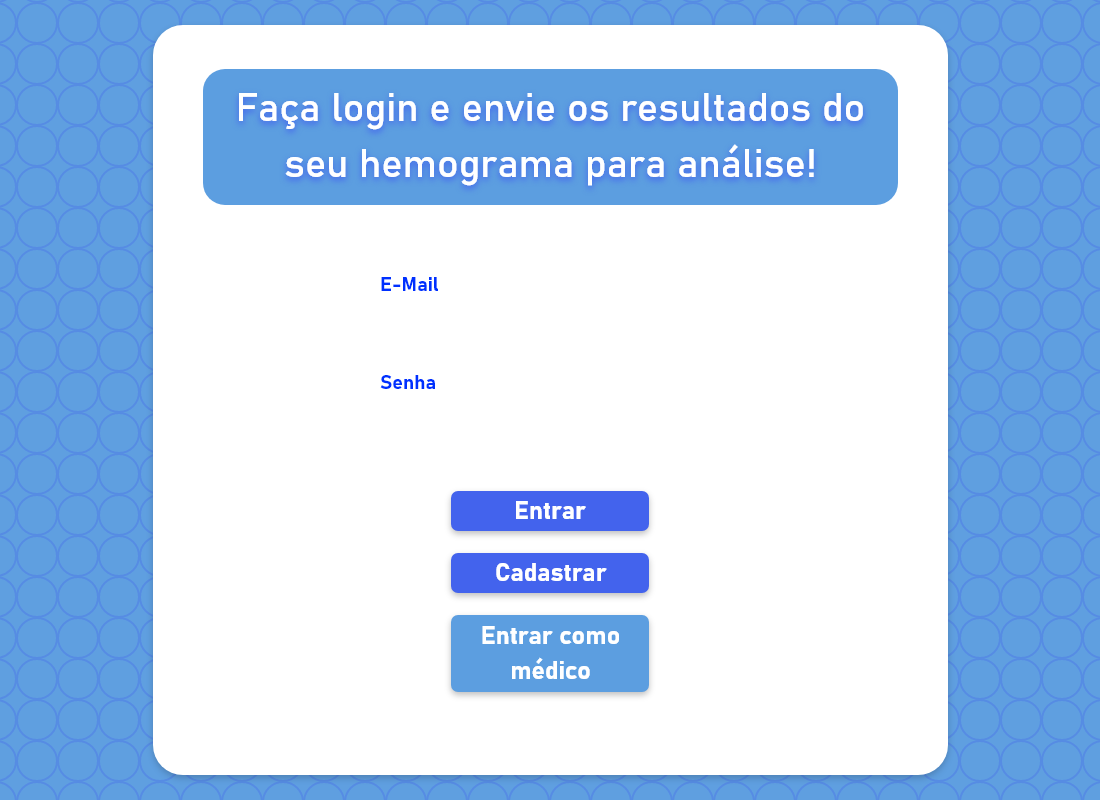 Faça login e envie os resultados do
seu hemograma para análise!
E-Mail
Senha
Entrar
Cadastrar
Entrar como
médico